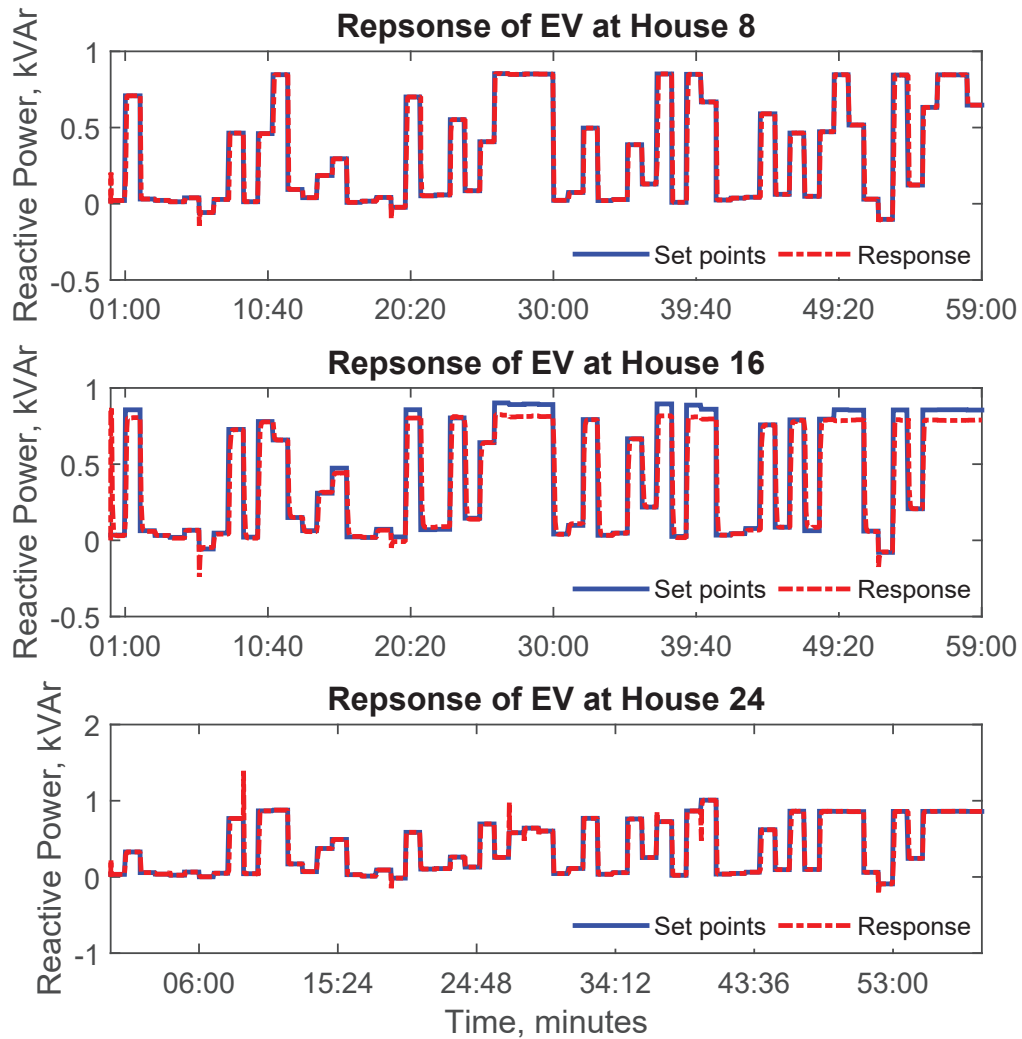 Repsonse of EV at House 8
Reactive Power, kVAr
1
0.5
0
-0.5
Set points Response
01:00 10:40 20:20 30:00 39:40 49:20 59:00
Repsonse of EV at House 16
Reactive Power, kVAr
1
0.5
0
-0.5
Set points Response
01:00 10:40 20:20 30:00 39:40 49:20 59:00
Repsonse of EV at House 24
Reactive Power, kVAr
2
1
0
-1
Set points Response
06:00 15:24 24:48 34:12 43:36 53:00
Time, minutes